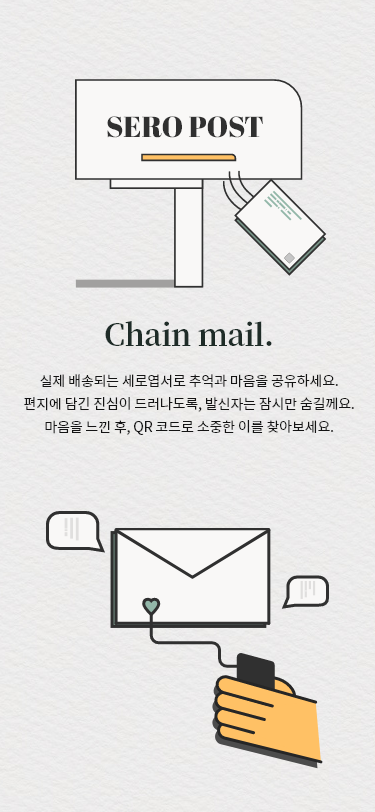 SERO POST
Chain mail.
실제 배송되는 세로엽서로 추억과 마음을 공유하세요.
편지에 담긴 진심이 드러나도록, 발신자는 잠시만 숨길께요.
마음을 느낀 후, QR 코드로 소중한 이를 찾아보세요.